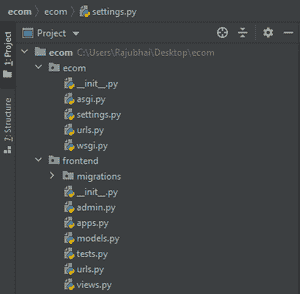 ecom ecom settings.py
1: Project
Project
ecom C:\Users\Rajubhai\Desktop\ecom
ecom
__init__.py
asgi.py
settings.py
urls.py
wsgi.py
frontend
migrations
__init__.py
admin.py
apps.py
models.py
tests.py
urls.py
views.py
7: Structure